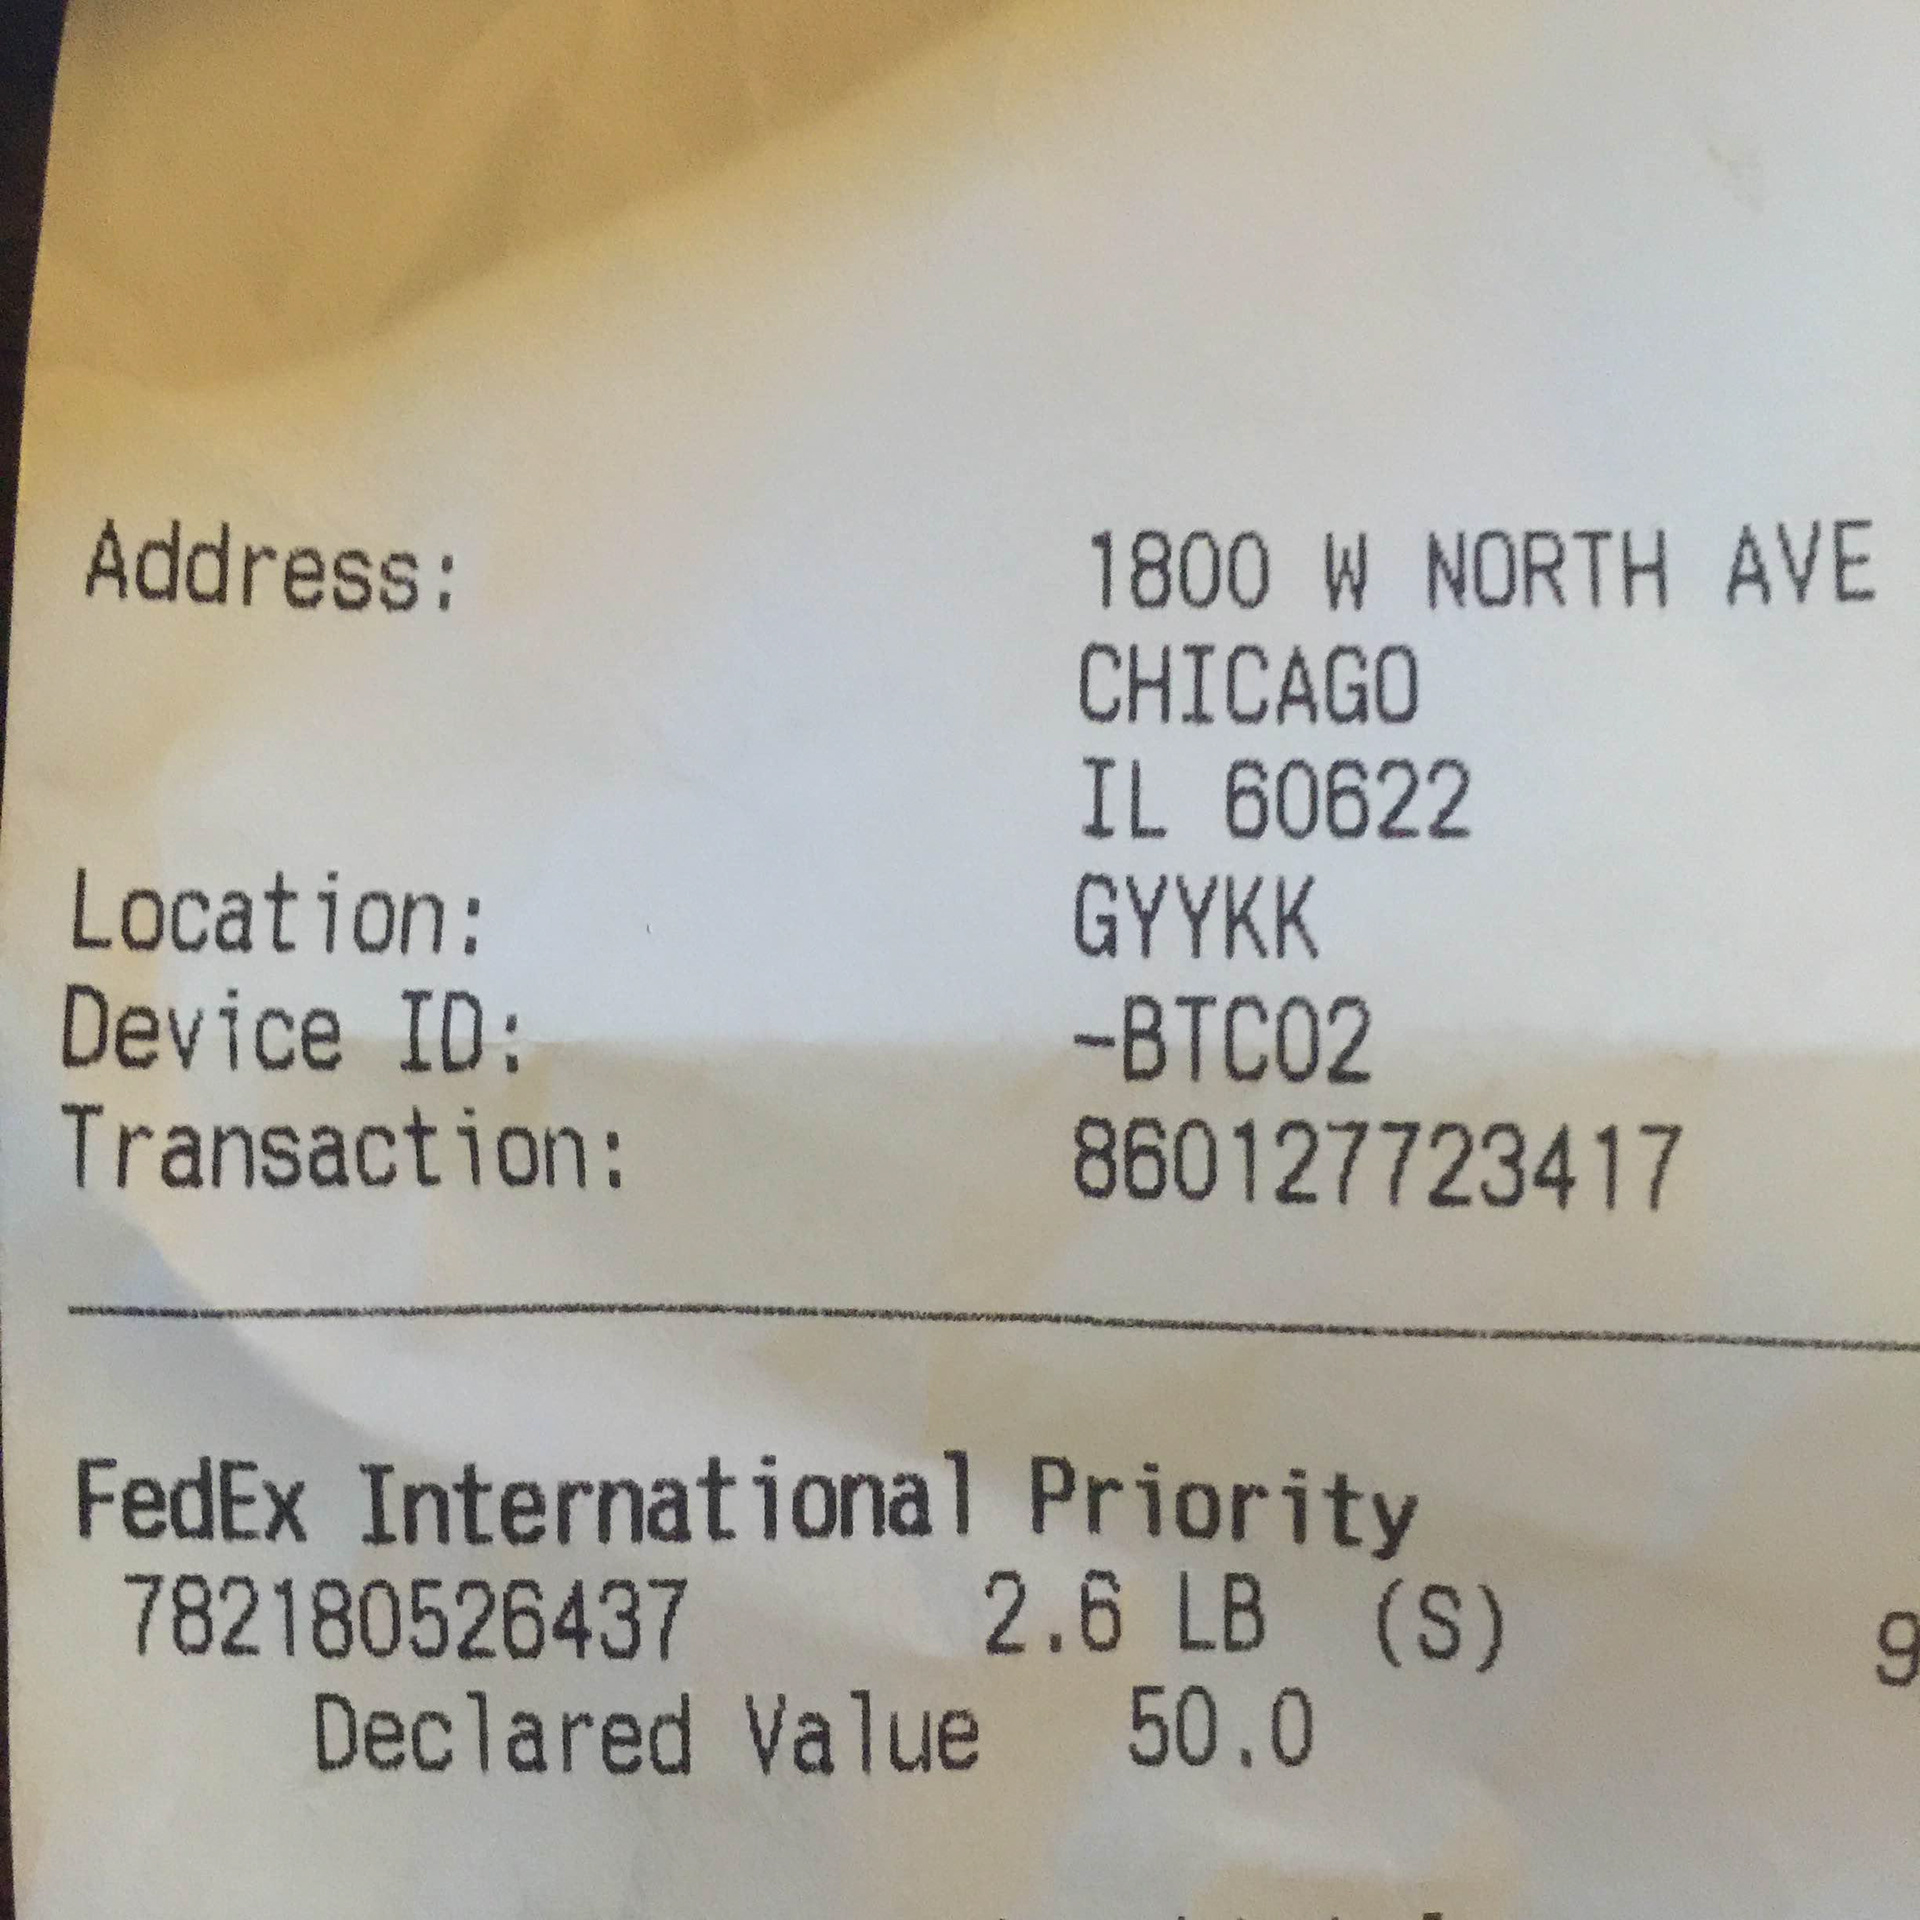 Address: 1800 W NORTH AVE
CHICAGO
IL 60622
Location: GYYKK
Device ID: -BTC02
Transaction: 860127723417
FedEx International Priority
782180526437 2.6 LB (S) 9
Declared Value 50.0